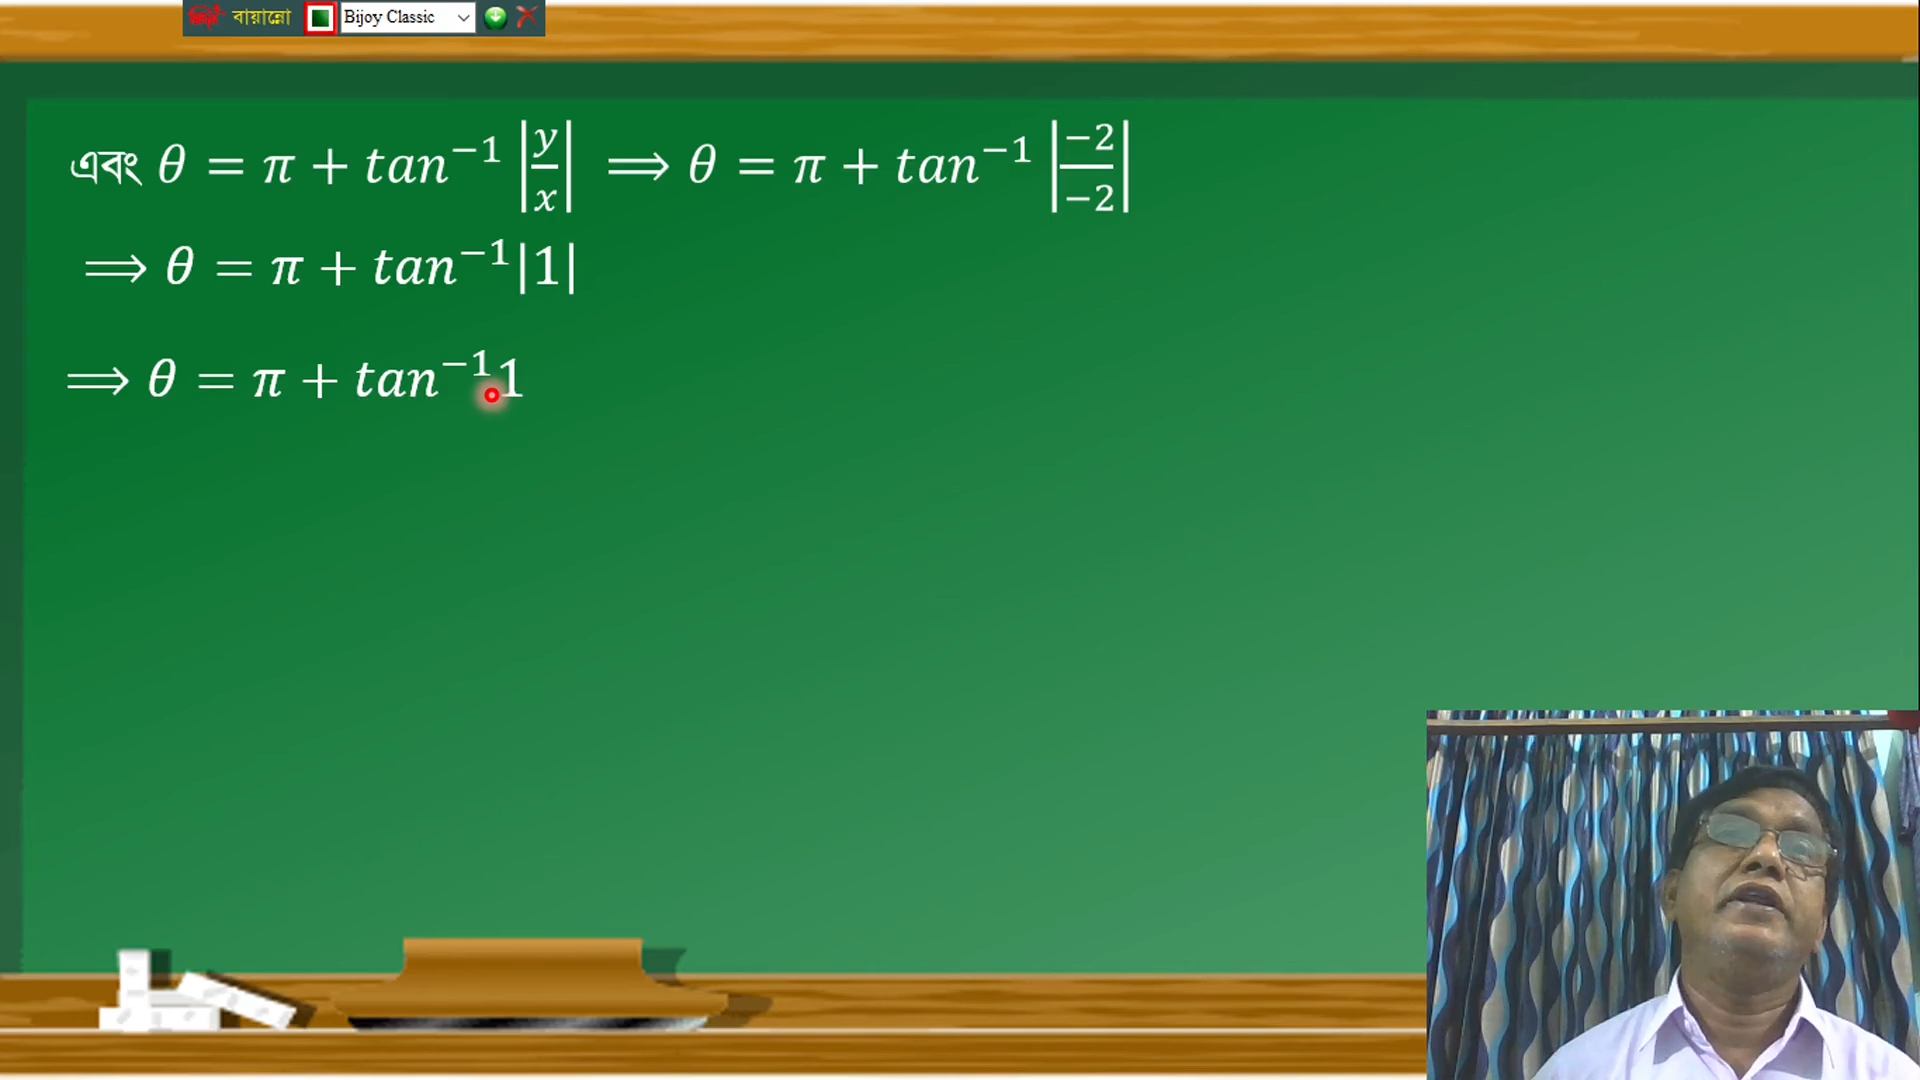 বায়ান্নো Bijoy Classic
এবং θ = π + tan⁻¹ |y/x| ⟹ θ = π + tan⁻¹ |−2/−2|
⟹ θ = π + tan⁻¹|1|
⟹ θ = π + tan⁻¹1